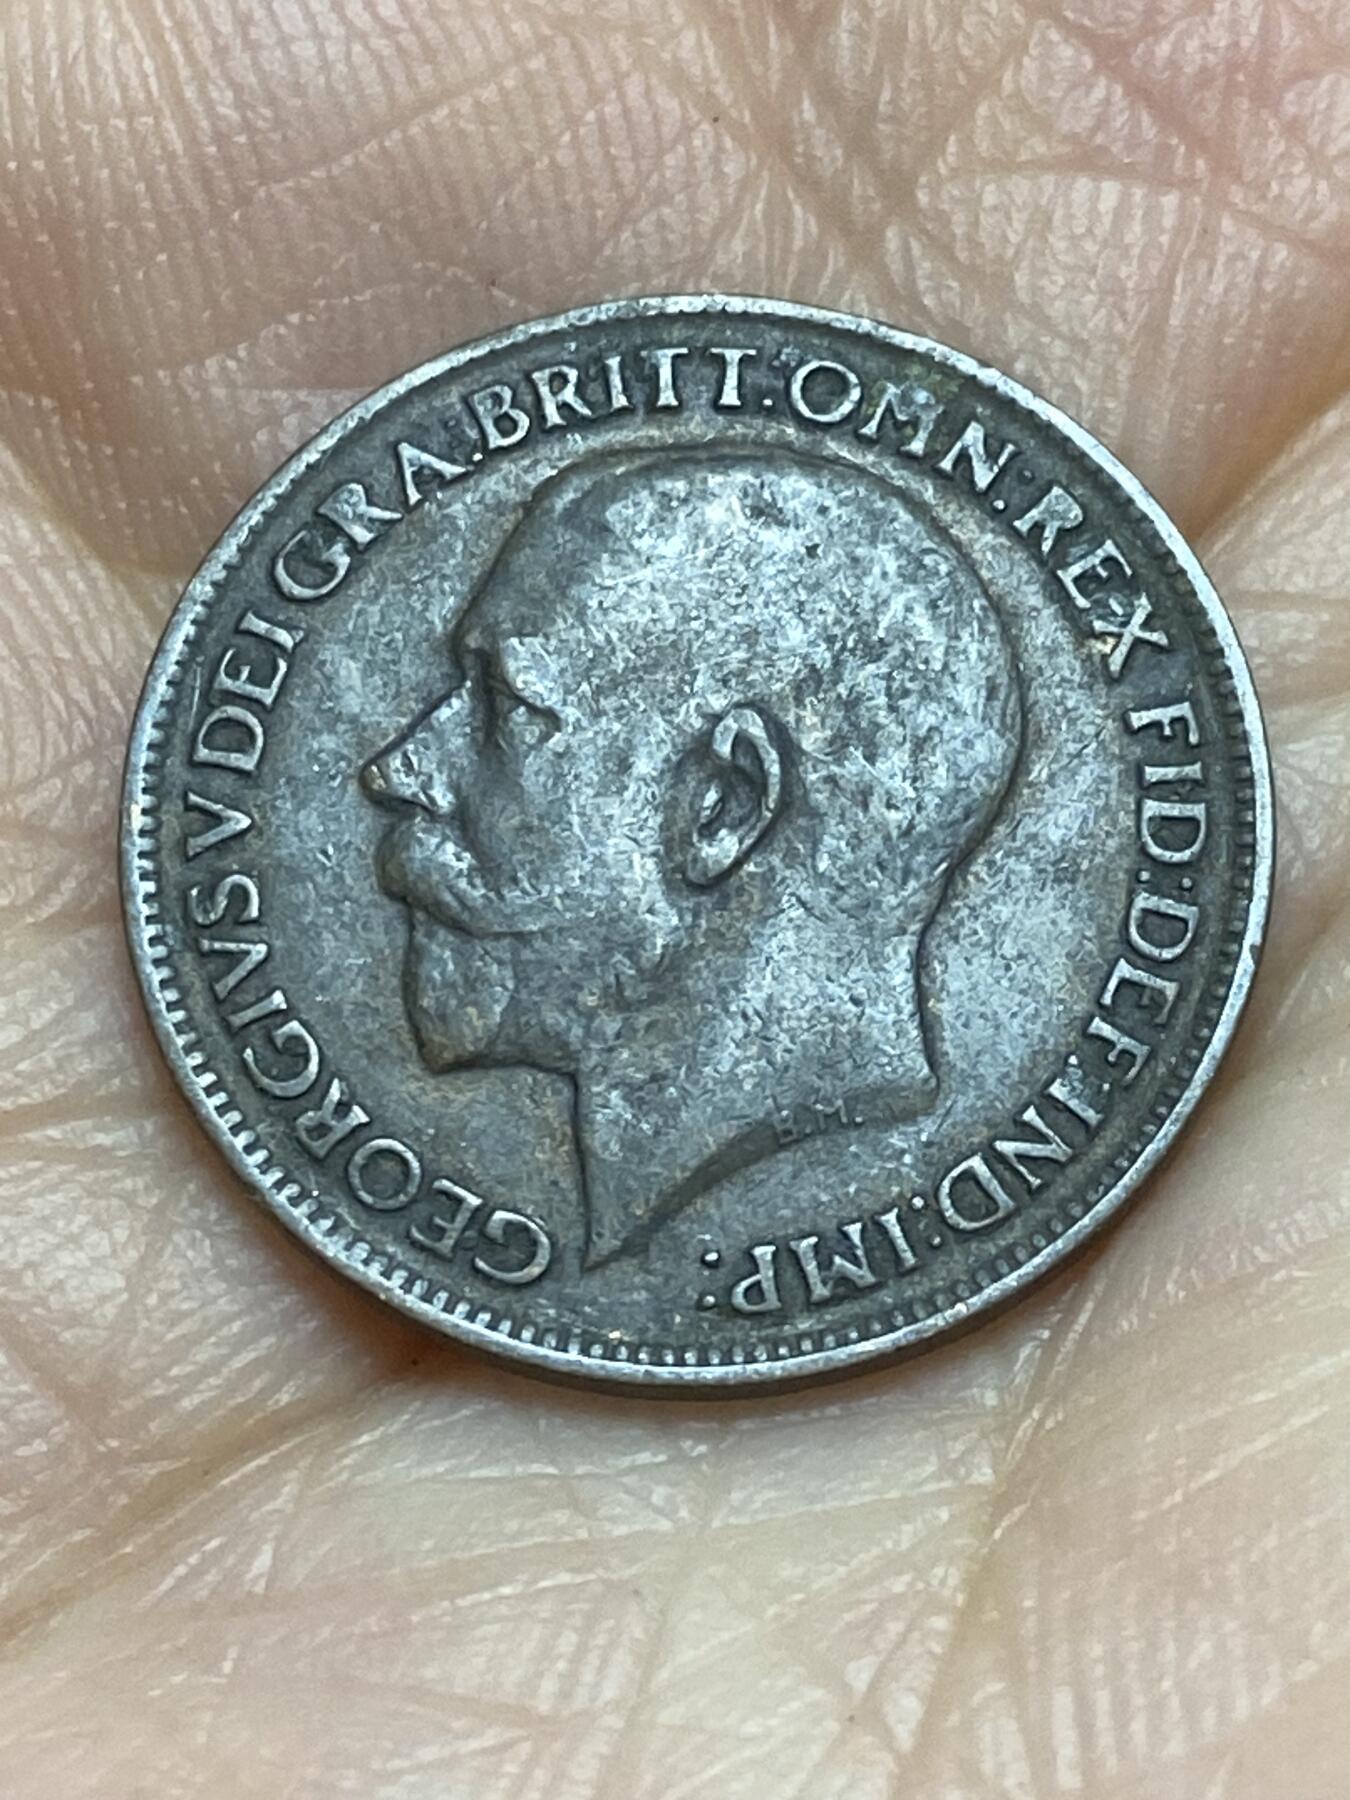 GEORGIVS V DEI GRA: BRITT: OMN: REX FID: DEF: IND: IMP:
B.M.